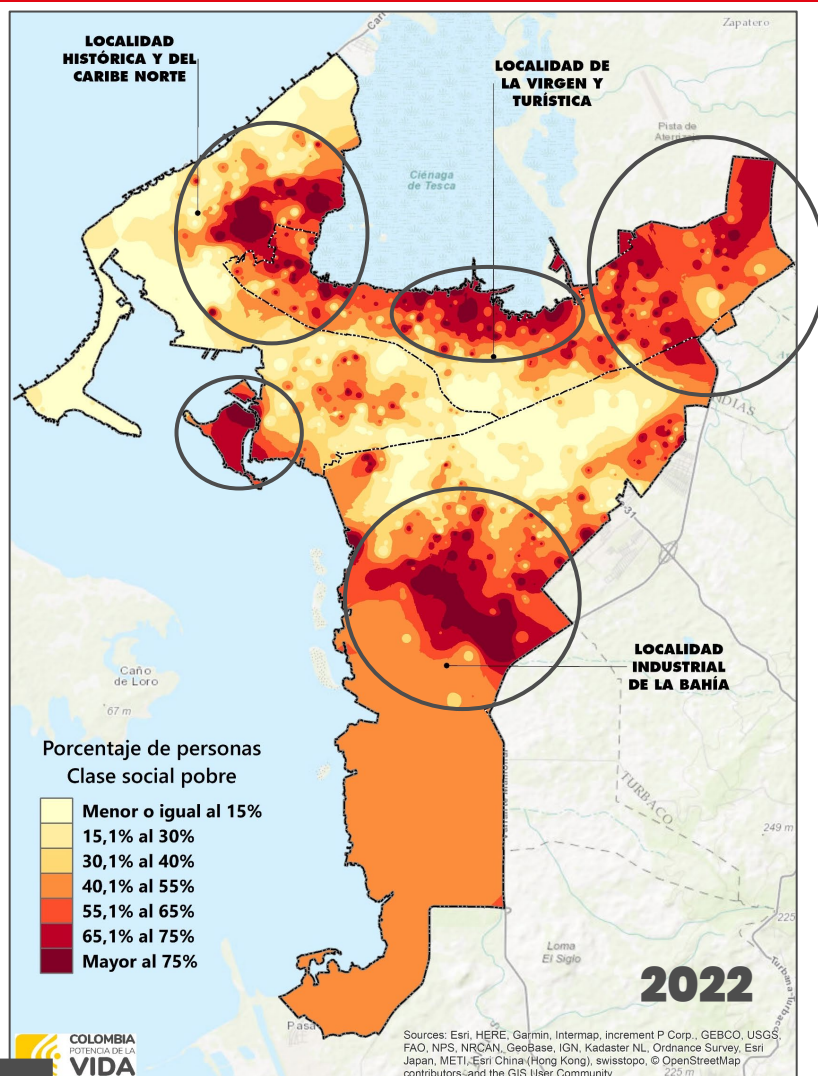 Zapatero
LOCALIDAD
HISTÓRICA Y DEL
CARIBE NORTE
LOCALIDAD DE
LA VIRGEN Y
TURÍSTICA
Pista de
Ciénaga
de Tesca
LOCALIDAD
INDUSTRIAL
DE LA BAHÍA
Caño
de Loro
67 m
TURBACO
249 m
Porcentaje de personas
Clase social pobre
Menor o igual al 15%
15,1% al 30%
30,1% al 40%
40,1% al 55%
55,1% al 65%
65,1% al 75%
Mayor al 75%
225
Loma
El Siglo
2022
COLOMBIA
POTENCIA DE LA
VIDA
Sources: Esri, HERE, Garmin, Intermap, increment P Corp., GEBCO, USGS,
FAO, NPS, NRCAN, GeoBase, IGN, Kadaster NL, Ordnance Survey, Esri
Japan, METI, Esri China (Hong Kong), swisstopo, © OpenStreetMap
contributors, and the GIS User Community
225 m